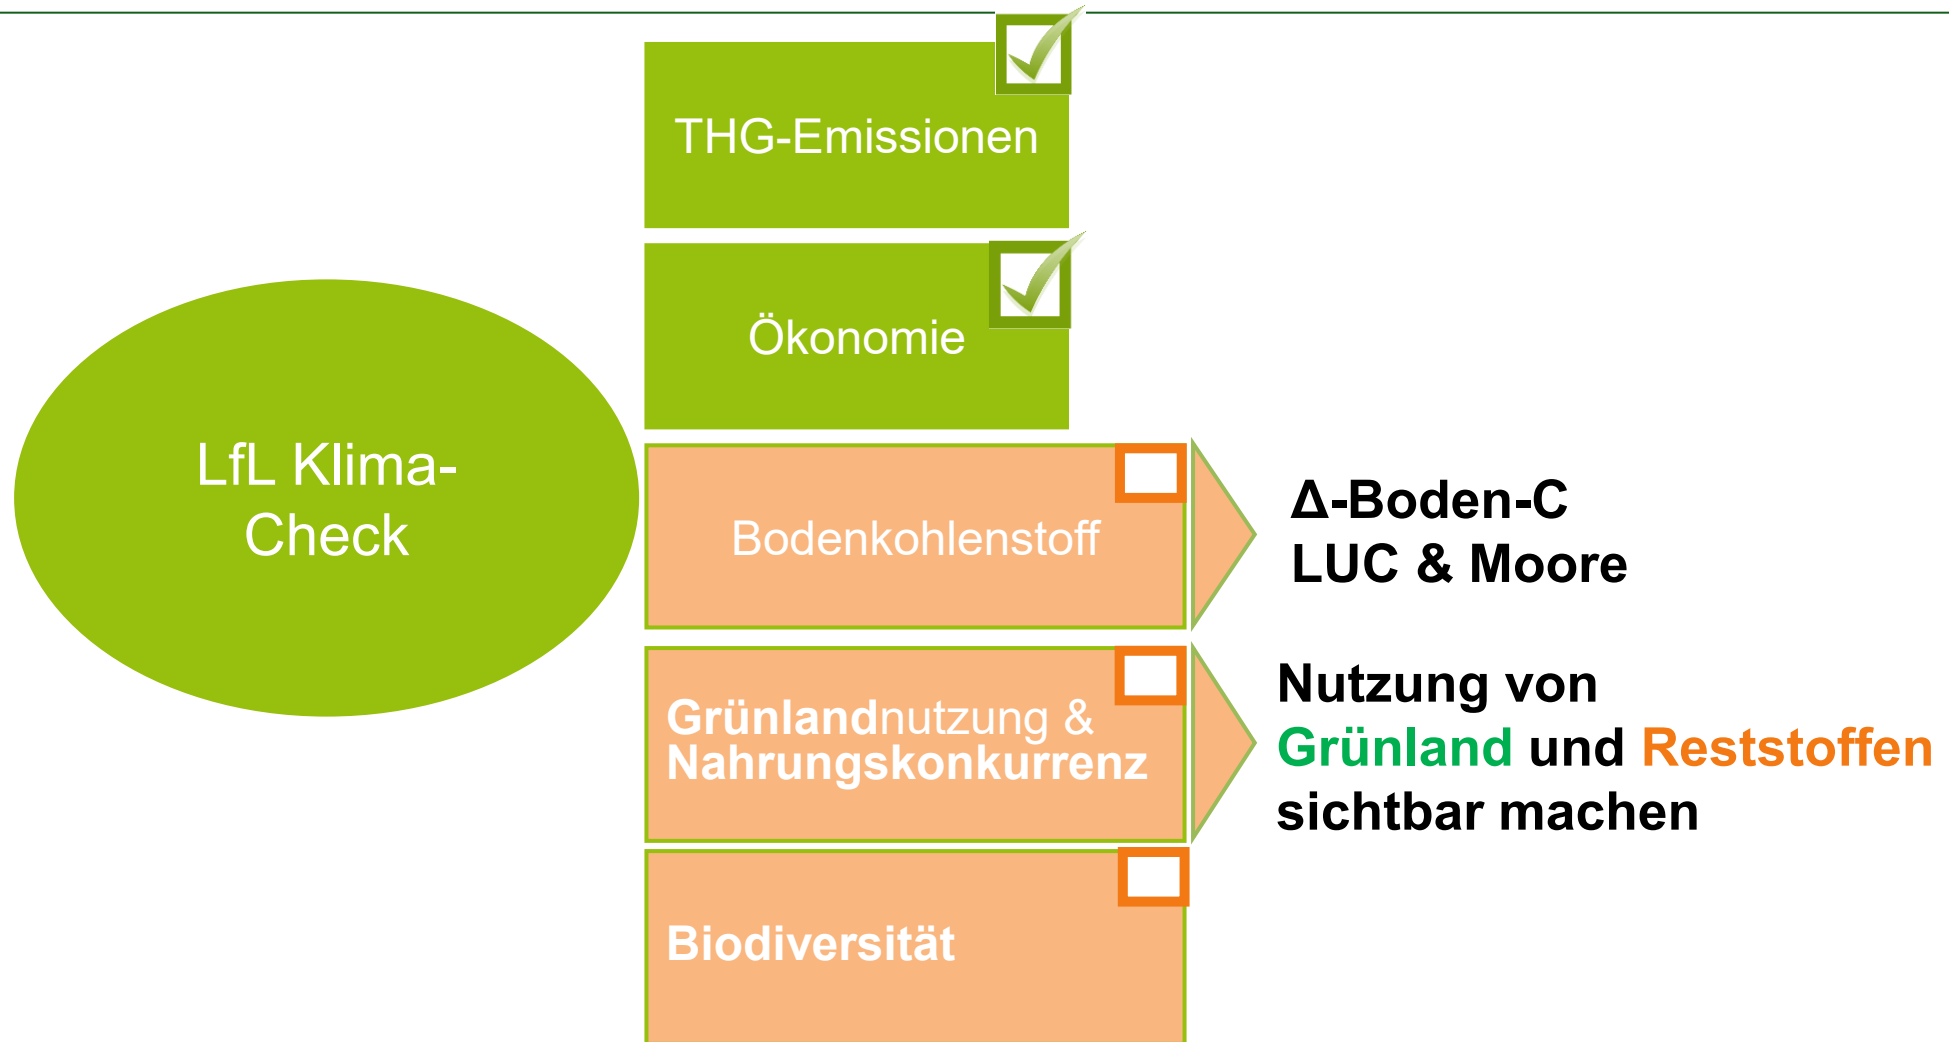 THG-Emissionen
Ökonomie
LfL Klima-
Check
Bodenkohlenstoff
Δ-Boden-C
LUC & Moore
Grünlandnutzung &
Nahrungskonkurrenz
Nutzung von
Grünland und Reststoffen
sichtbar machen
Biodiversität